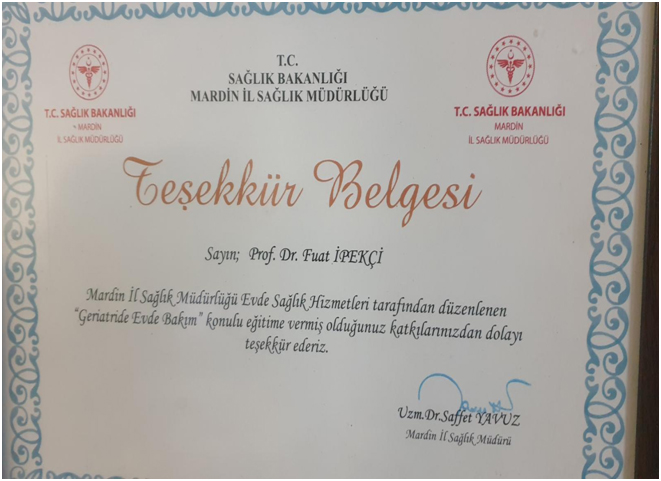 T.C.
SAĞLIK BAKANLIĞI
MARDİN İL SAĞLIK MÜDÜRLÜĞÜ
T.C. SAĞLIK BAKANLIĞI
MARDİN
İL SAĞLIK MÜDÜRLÜĞÜ
T.C. SAĞLIK BAKANLIĞI
MARDİN
İL SAĞLIK MÜDÜRLÜĞÜ
Teşekkür Belgesi
Sayın; Prof. Dr. Fuat İPEKÇİ
Mardin İl Sağlık Müdürlüğü Evde Sağlık Hizmetleri tarafından düzenlenen
“Geriatride Evde Bakım” konulu eğitime vermiş olduğunuz katkılarınızdan dolayı
teşekkür ederiz.
Uzm.Dr.Saffet YAVUZ
Mardin İl Sağlık Müdürü